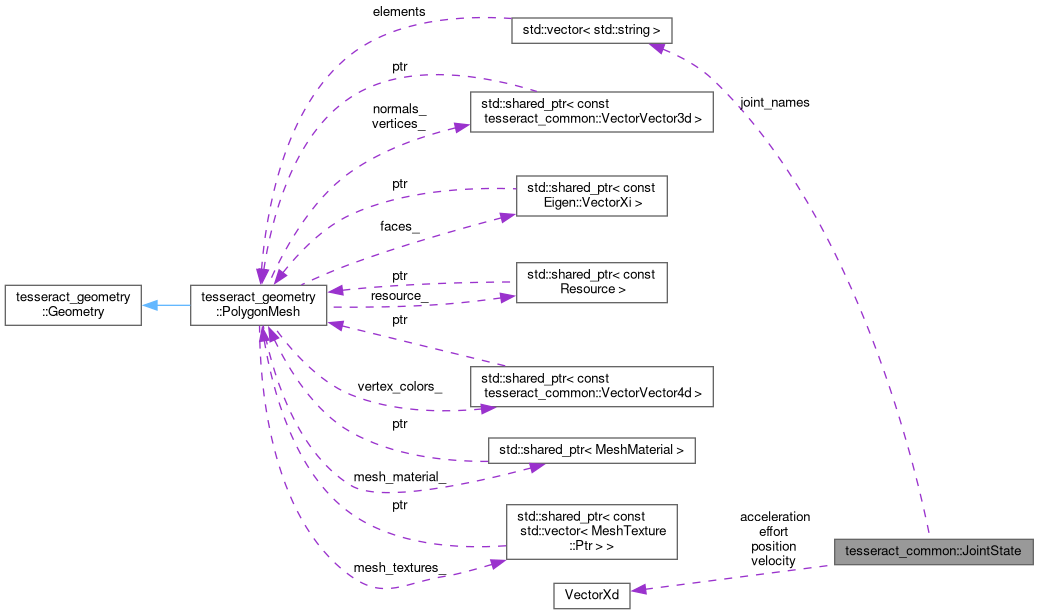 elements
std::vector< std::string >
ptr
joint_names
normals_
vertices_
std::shared_ptr< const
tesseract_common::VectorVector3d >
ptr
std::shared_ptr< const
Eigen::VectorXi >
faces_
ptr
std::shared_ptr< const
Resource >
resource_
tesseract_geometry
::Geometry
tesseract_geometry
::PolygonMesh
ptr
std::shared_ptr< const
tesseract_common::VectorVector4d >
vertex_colors_
ptr
std::shared_ptr< MeshMaterial >
mesh_material_
ptr
std::shared_ptr< const
std::vector< MeshTexture
::Ptr > >
mesh_textures_
acceleration
effort
position
velocity
tesseract_common::JointState
VectorXd